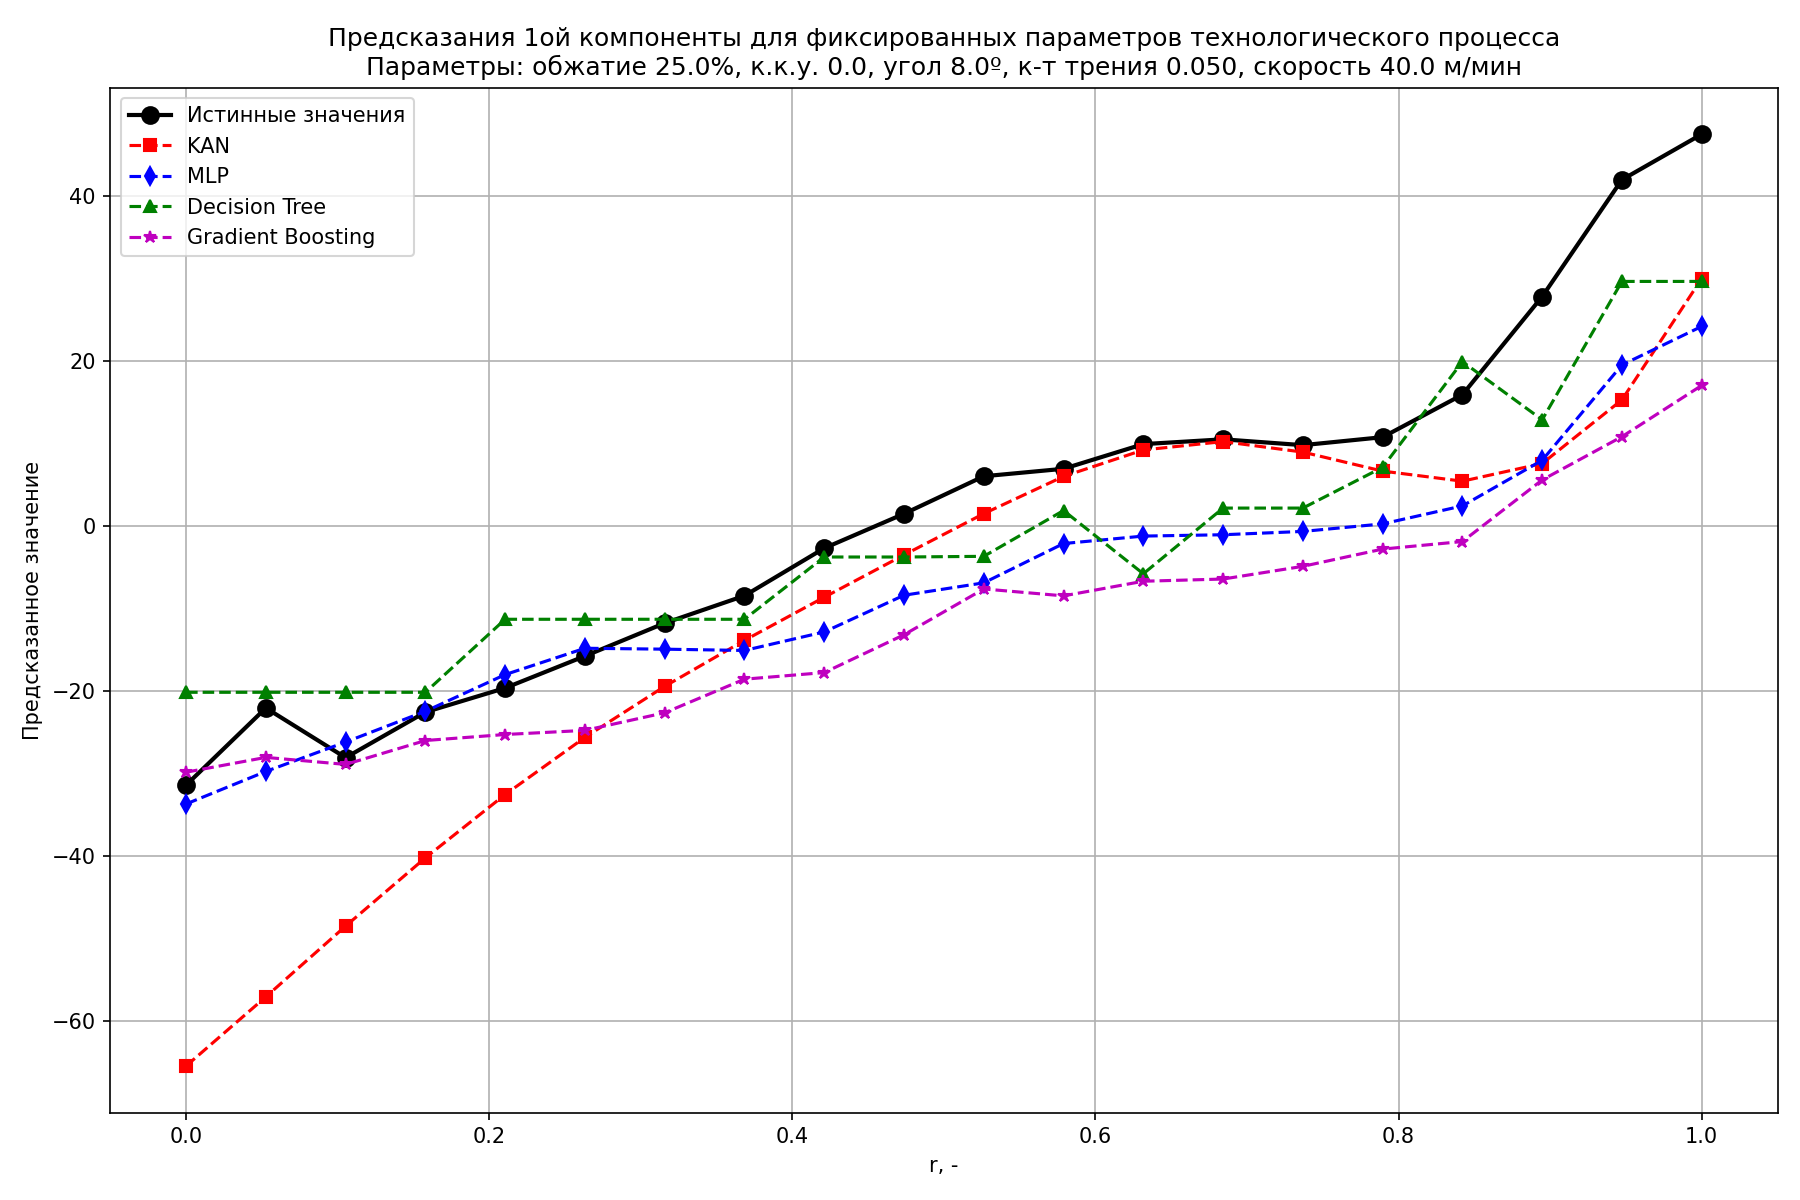 Предсказания 1ой компоненты для фиксированных параметров технологического процесса
Параметры: обжатие 25.0%, к.к.у. 0.0, угол 8.0º, к-т трения 0.050, скорость 40.0 м/мин
Истинные значения
KAN
MLP
Decision Tree
Gradient Boosting
Предсказанное значение
40
20
0
−20
−40
−60
0.0
0.2
0.4
0.6
0.8
1.0
r, -